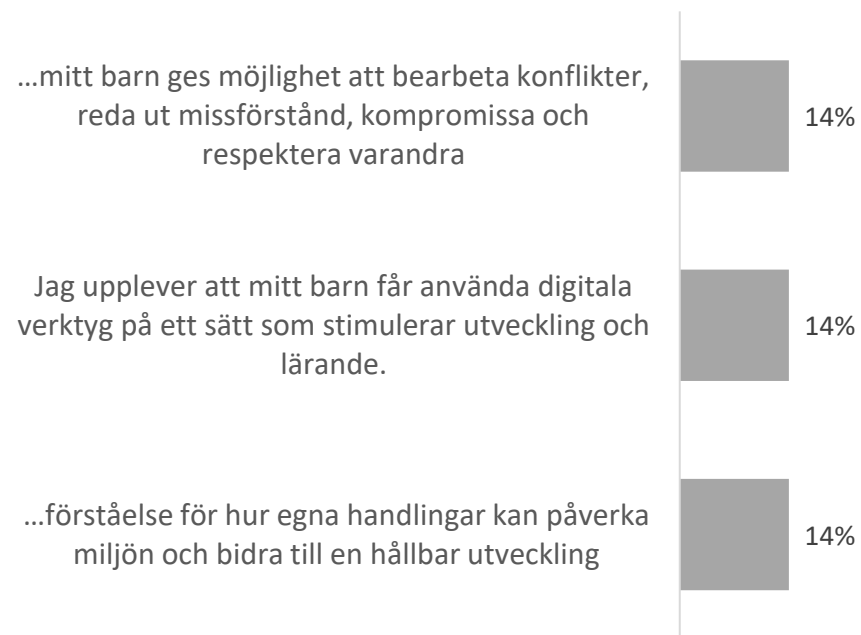 ...mitt barn ges möjlighet att bearbeta konflikter,
reda ut missförstånd, kompromissa och
respektera varandra
14%
Jag upplever att mitt barn får använda digitala
verktyg på ett sätt som stimulerar utveckling och
lärande.
14%
...förståelse för hur egna handlingar kan påverka
miljön och bidra till en hållbar utveckling
14%